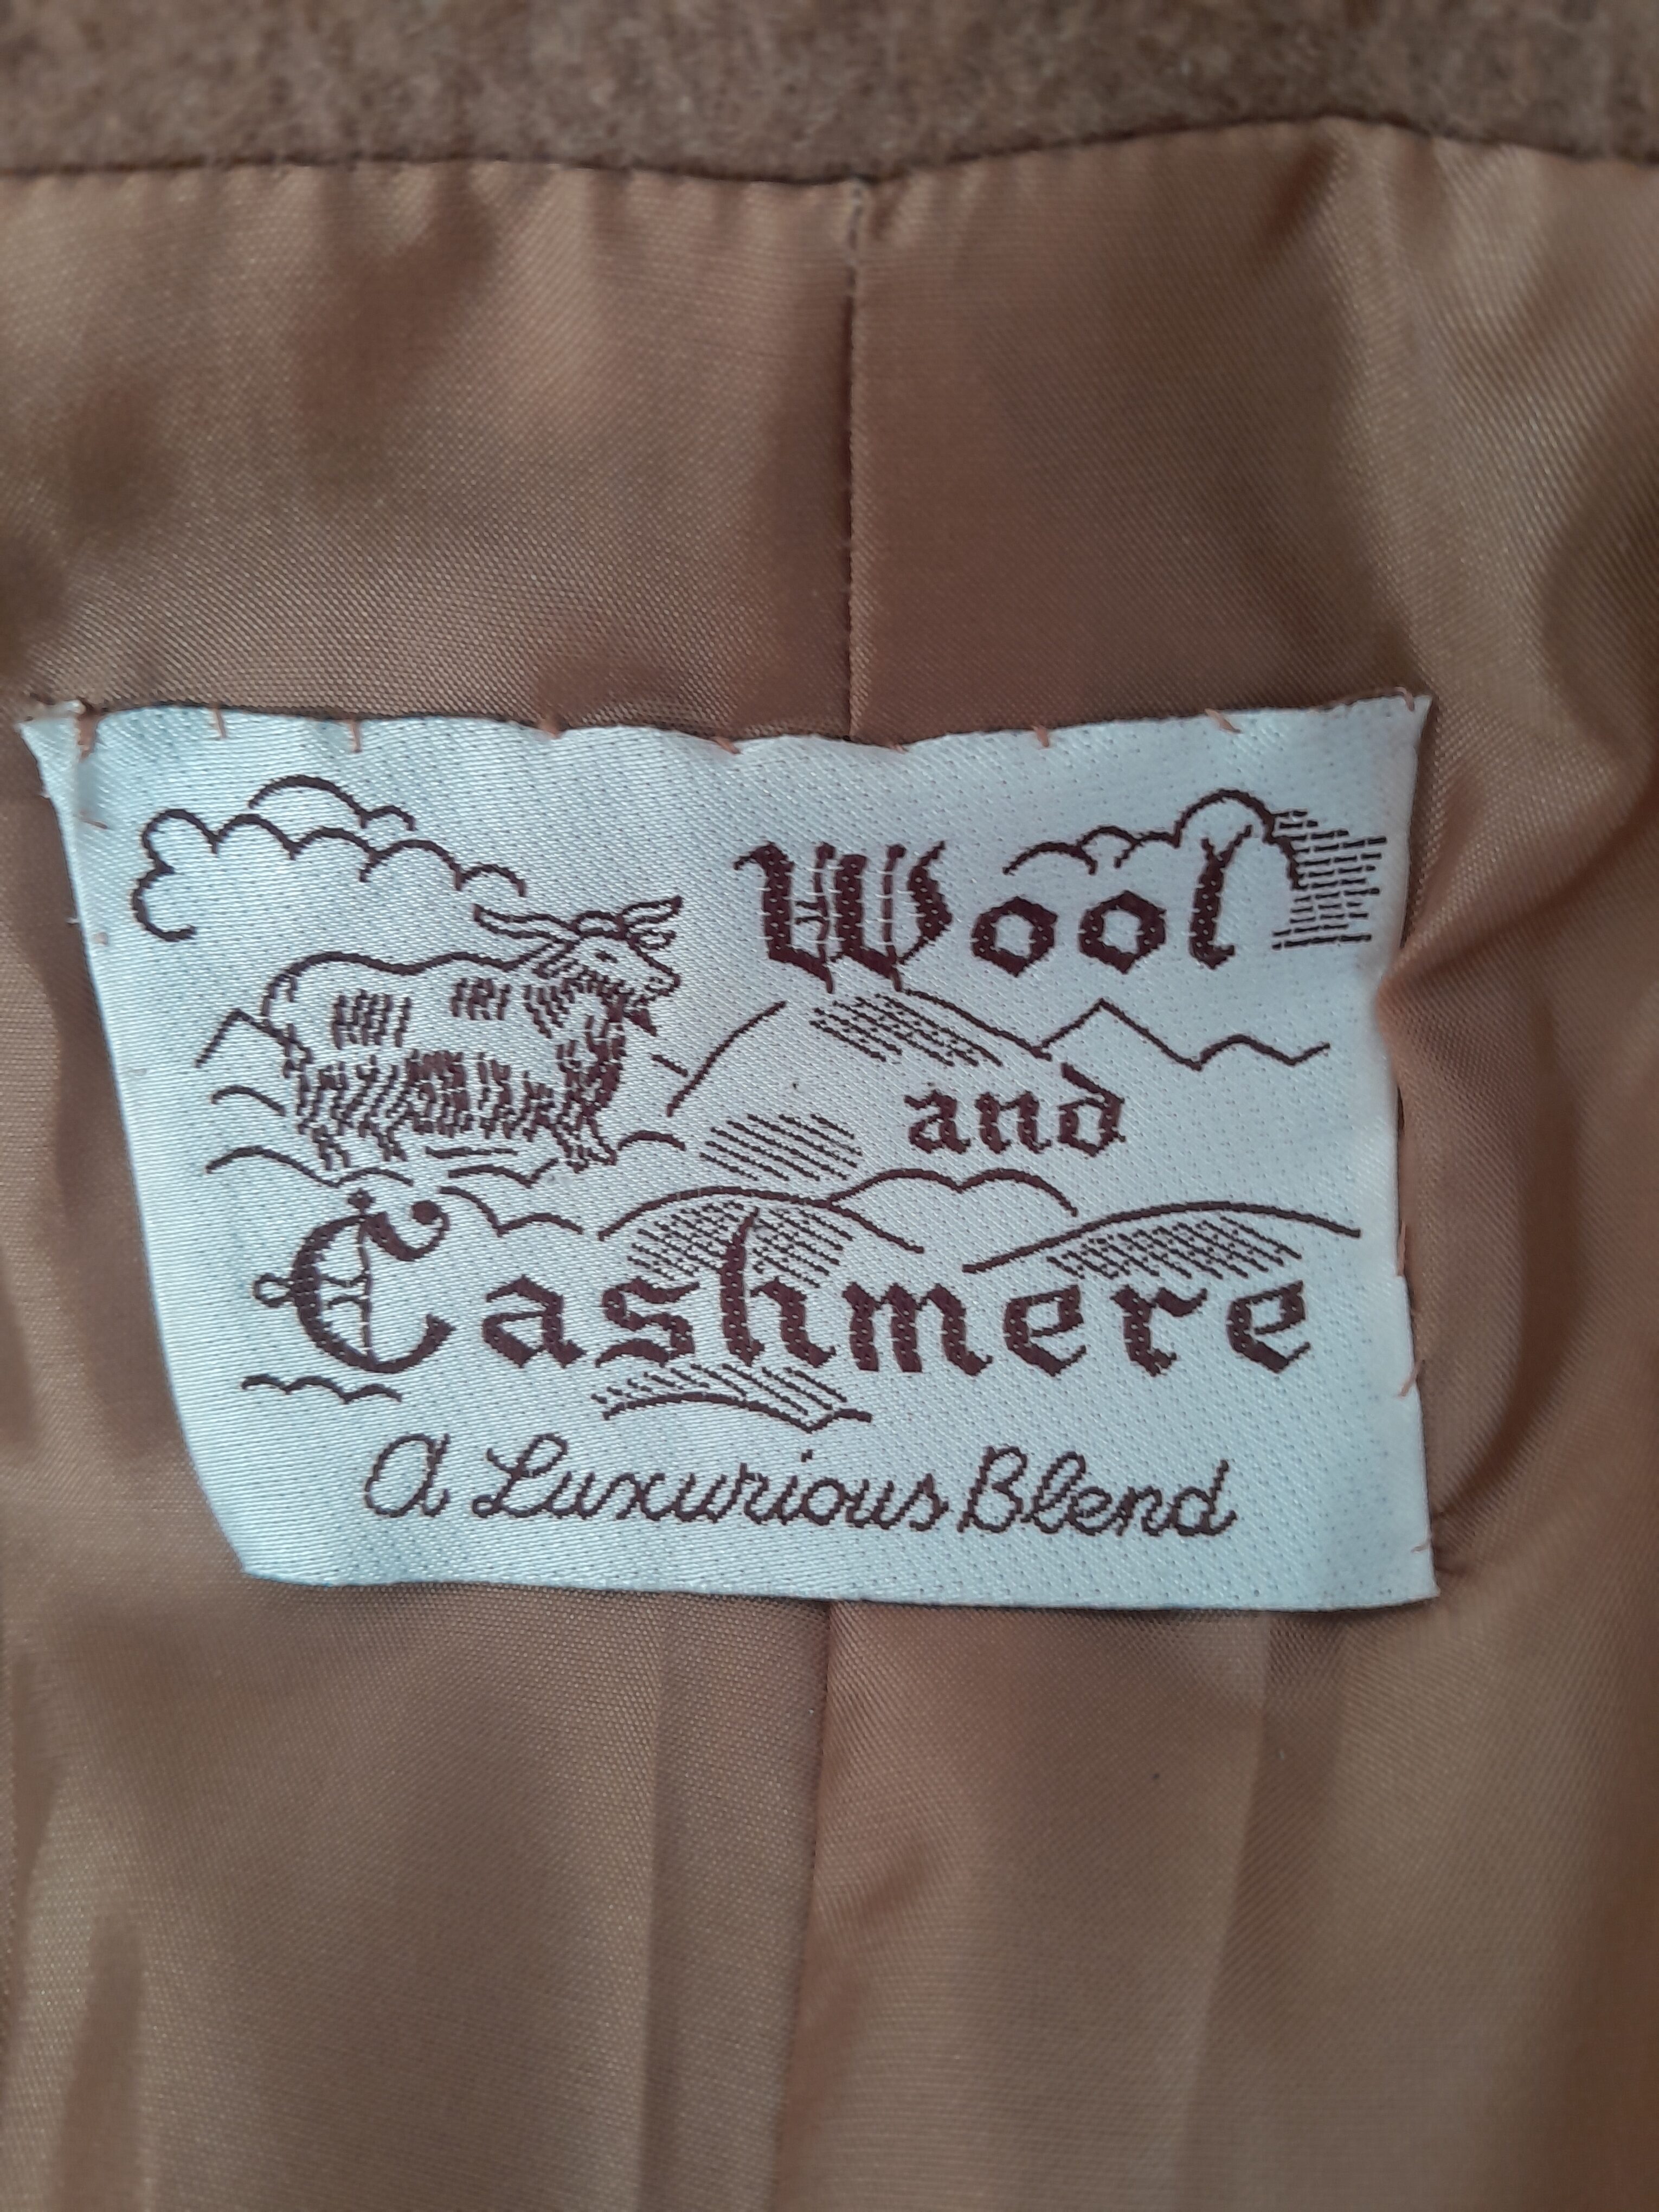 Wool
and
Cashmere
A Luxurious Blend